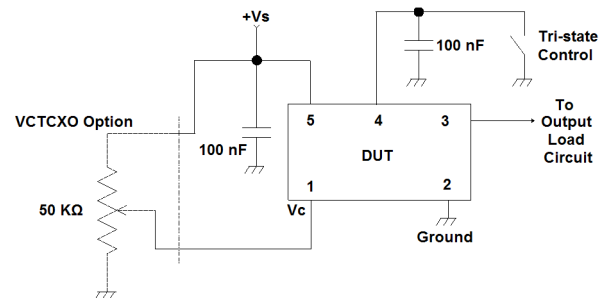 +Vs
100 nF
Tri-state
Control
VCTCXO Option
100 nF
5
4
3
To
Output
Load
Circuit
DUT
50 KΩ
1
2
Vc
Ground